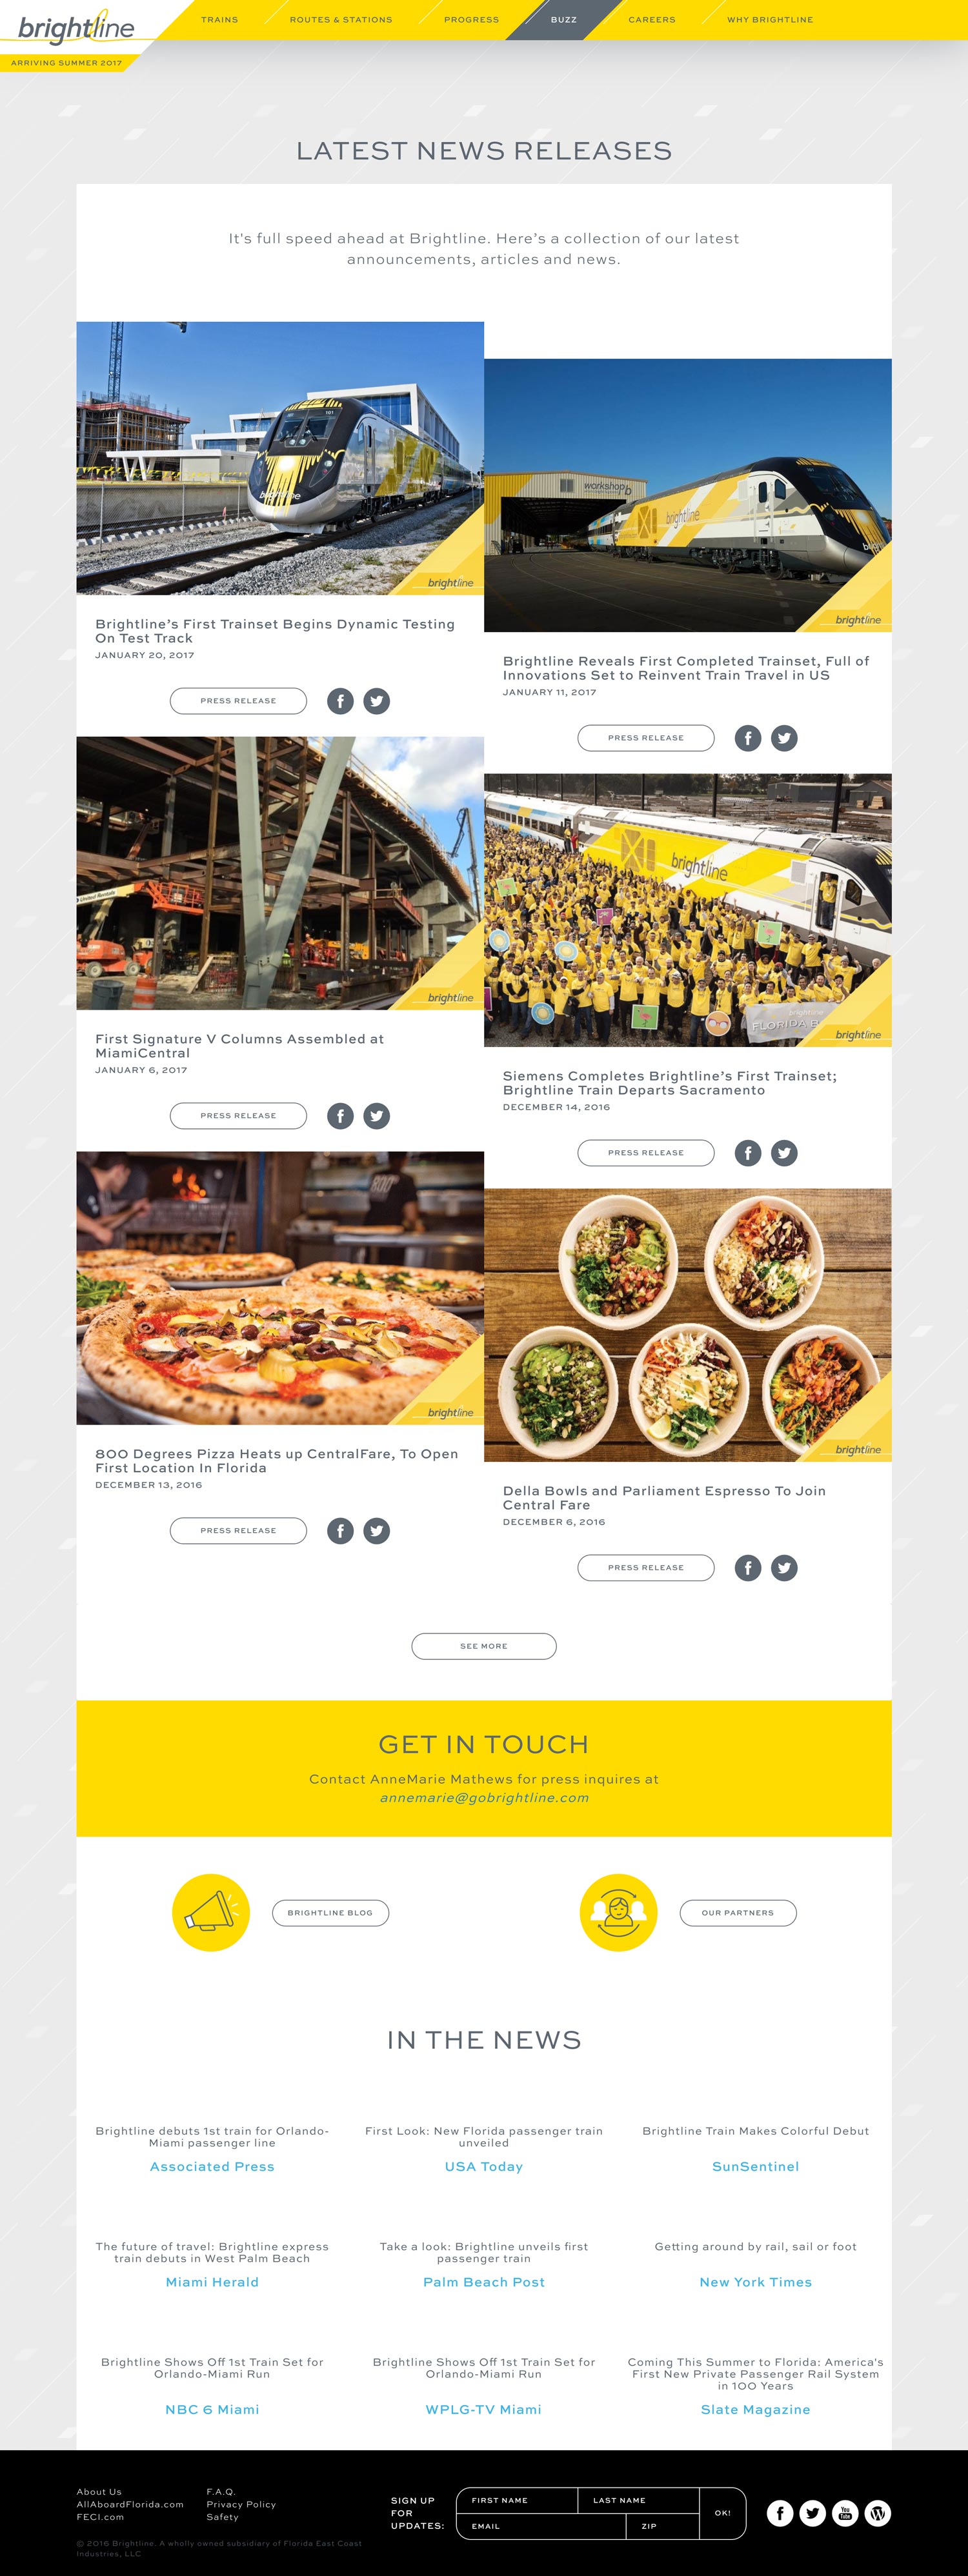 brightline
TRAINS
ROUTES & STATIONS
PROGRESS
BUZZ
CAREERS
WHY BRIGHTLINE
ARRIVING SUMMER 2017
LATEST NEWS RELEASES
It's full speed ahead at Brightline. Here’s a collection of our latest
announcements, articles and news.
brightline
brightline
Brightline’s First Trainset Begins Dynamic Testing
On Test Track
JANUARY 20, 2017
PRESS RELEASE
workshop b
brightline
brightline
Brightline Reveals First Completed Trainset, Full of
Innovations Set to Reinvent Train Travel in US
JANUARY 11, 2017
PRESS RELEASE
United Rentals
brightline
First Signature V Columns Assembled at
MiamiCentral
JANUARY 6, 2017
PRESS RELEASE
brightline
brightline
FLORIDA
brightline
Siemens Completes Brightline’s First Trainset;
Brightline Train Departs Sacramento
DECEMBER 14, 2016
PRESS RELEASE
800°
brightline
800 Degrees Pizza Heats up CentralFare, To Open
First Location In Florida
DECEMBER 13, 2016
PRESS RELEASE
brightline
Della Bowls and Parliament Espresso To Join
Central Fare
DECEMBER 6, 2016
PRESS RELEASE
SEE MORE
GET IN TOUCH
Contact AnneMarie Mathews for press inquires at
annemarie@gobrightline.com
BRIGHTLINE BLOG
OUR PARTNERS
IN THE NEWS
Brightline debuts 1st train for Orlando-
Miami passenger line
Associated Press
First Look: New Florida passenger train
unveiled
USA Today
Brightline Train Makes Colorful Debut
SunSentinel
The future of travel: Brightline express
train debuts in West Palm Beach
Miami Herald
Take a look: Brightline unveils first
passenger train
Palm Beach Post
Getting around by rail, sail or foot
New York Times
Brightline Shows Off 1st Train Set for
Orlando-Miami Run
NBC 6 Miami
Brightline Shows Off 1st Train Set for
Orlando-Miami Run
WPLG-TV Miami
Coming This Summer to Florida: America's
First New Private Passenger Rail System
in 100 Years
Slate Magazine
About Us
AllAboardFlorida.com
FECI.com
F.A.Q.
Privacy Policy
Safety
© 2016 Brightline. A wholly owned subsidiary of Florida East Coast
Industries, LLC
SIGN UP
FOR
UPDATES:
FIRST NAME
LAST NAME
EMAIL
ZIP
OK!
You
Tube